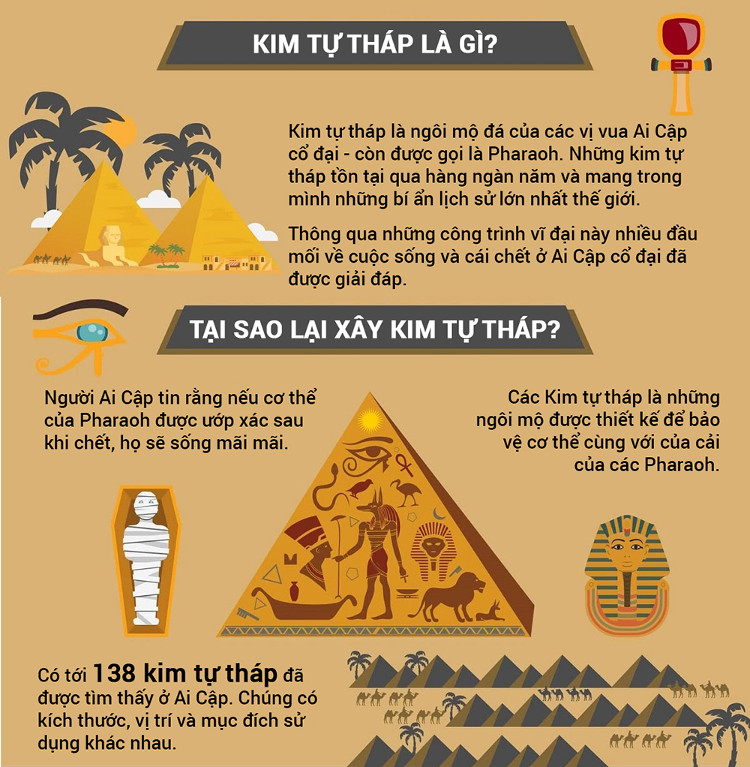 KIM TỰ THÁP LÀ GÌ?
Kim tự tháp là ngôi mộ đá của các vị vua Ai Cập
cổ đại - còn được gọi là Pharaoh. Những kim tự
tháp tồn tại qua hàng ngàn năm và mang trong
mình những bí ẩn lịch sử lớn nhất thế giới.
Thông qua những công trình vĩ đại này nhiều đầu
mối về cuộc sống và cái chết ở Ai Cập cổ đại đã
được giải đáp.
TẠI SAO LẠI XÂY KIM TỰ THÁP?
Người Ai Cập tin rằng nếu cơ thể
của Pharaoh được ướp xác sau
khi chết, họ sẽ sống mãi mãi.
Các Kim tự tháp là những
ngôi mộ được thiết kế để bảo
vệ cơ thể cùng với của cải
của các Pharaoh.
Có tới 138 kim tự tháp đã
được tìm thấy ở Ai Cập. Chúng có
kích thước, vị trí và mục đích sử
dụng khác nhau.